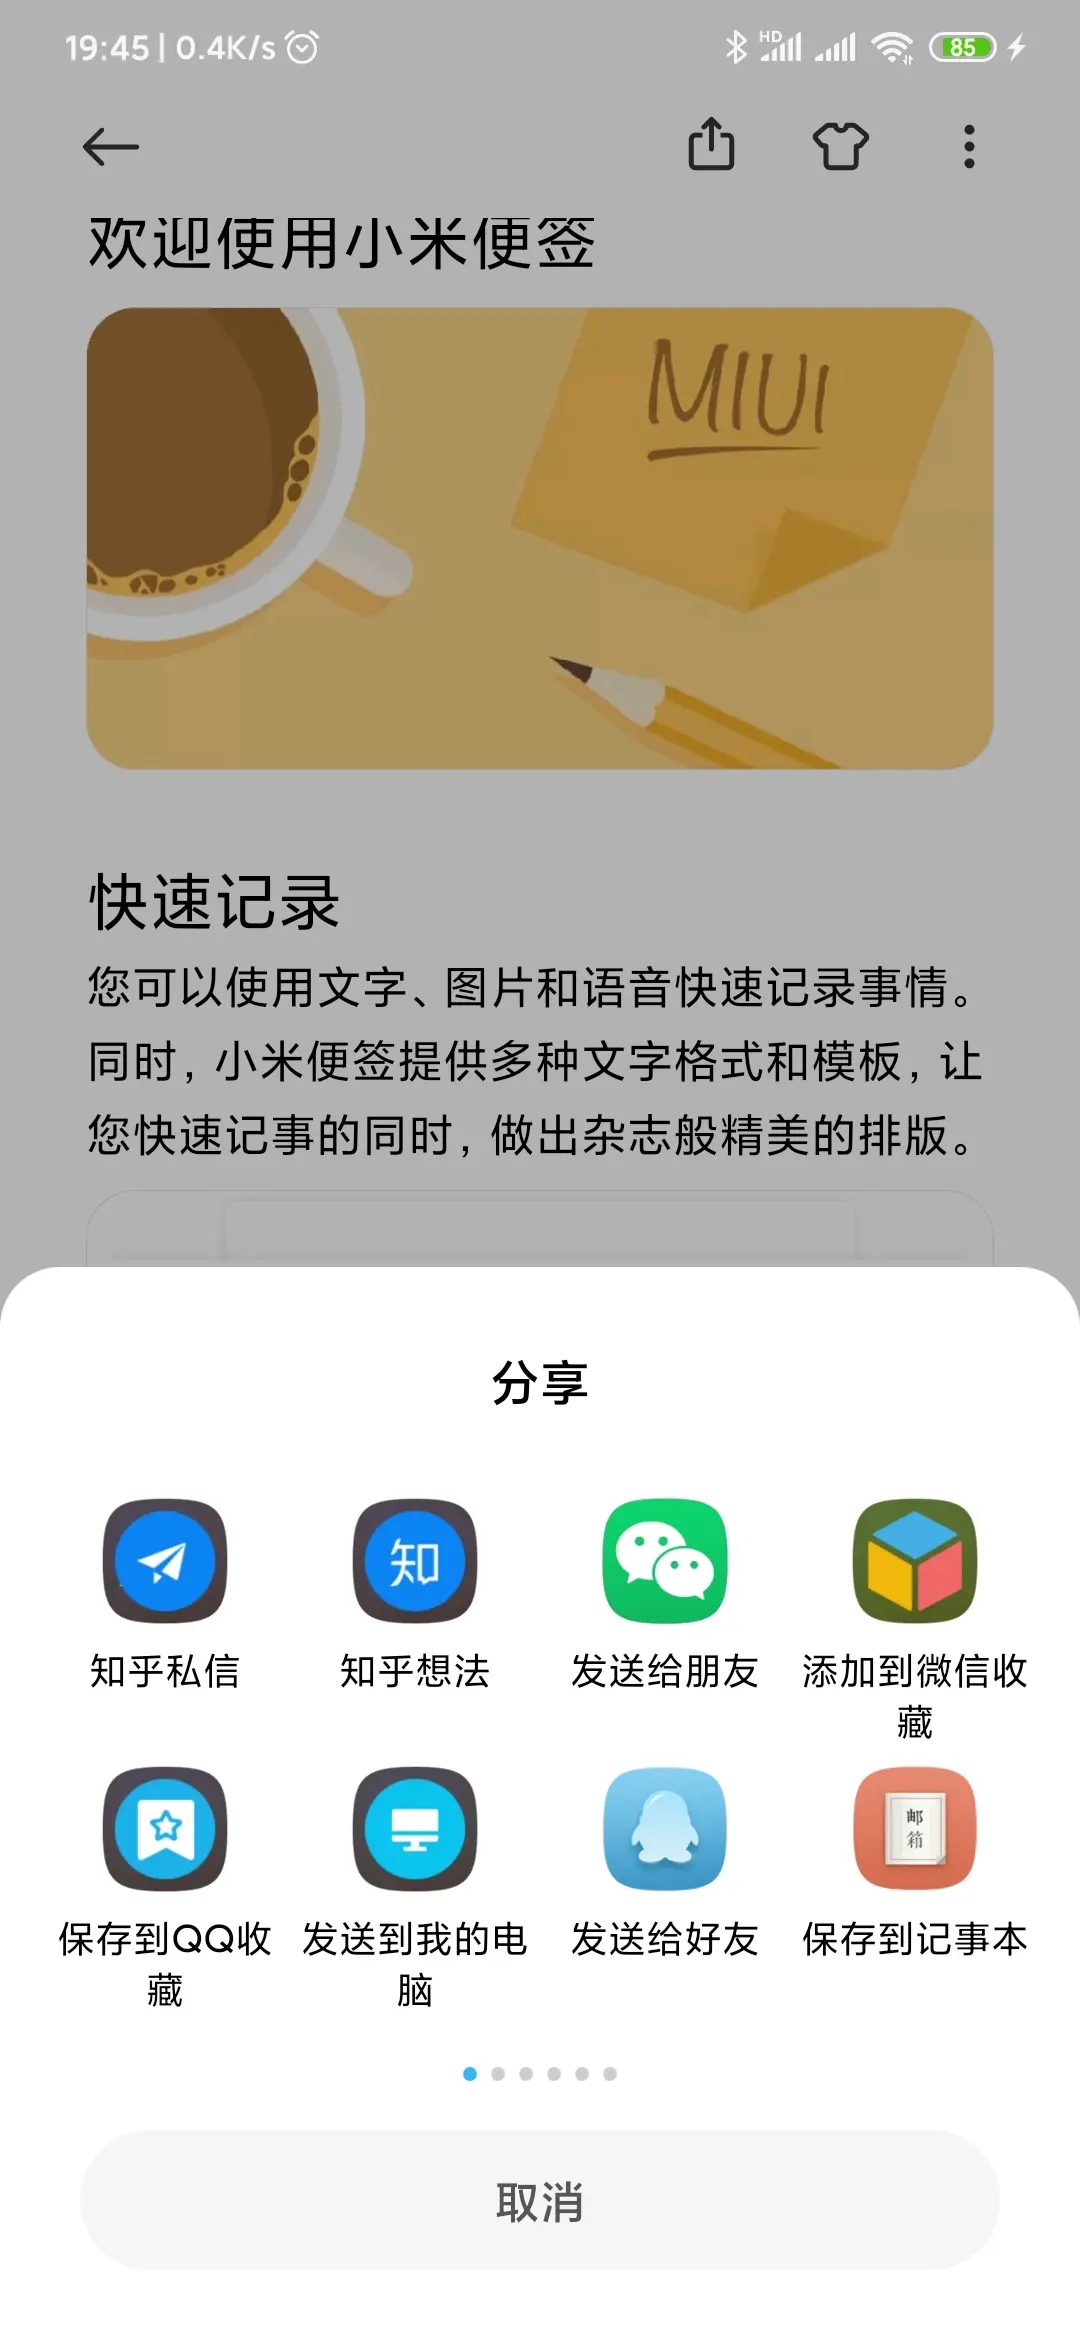 19:45 | 0.4K/s
HD
85
欢迎使用小米便签
MIUI
快速记录
您可以使用文字、图片和语音快速记录事情。
同时，小米便签提供多种文字格式和模板，让
您快速记事的同时，做出杂志般精美的排版。
分享
知
知乎私信
知乎想法
发送给朋友
添加到微信收
藏
邮
箱
保存到QQ收
藏
发送到我的电
脑
发送给好友
保存到记事本
取消